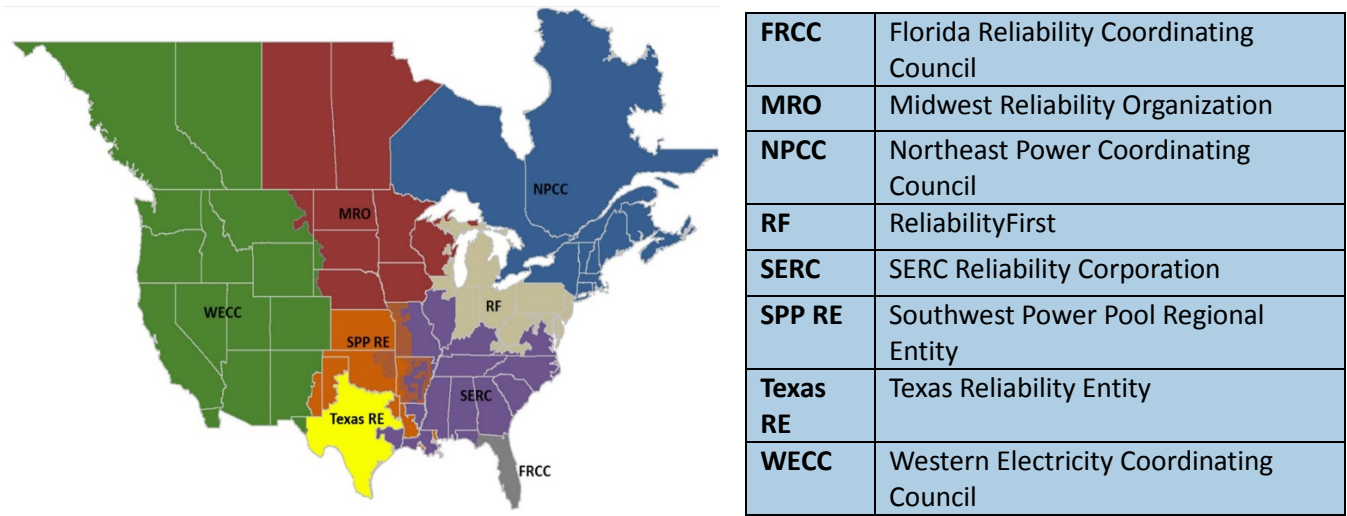 NPCC
MRO
WECC
RF
SPP RE
SERC
Texas RE
FRCC
FRCC Florida Reliability Coordinating
Council
MRO Midwest Reliability Organization
NPCC Northeast Power Coordinating
Council
RF ReliabilityFirst
SERC SERC Reliability Corporation
SPP RE Southwest Power Pool Regional
Entity
Texas Texas Reliability Entity
RE
WECC Western Electricity Coordinating
Council